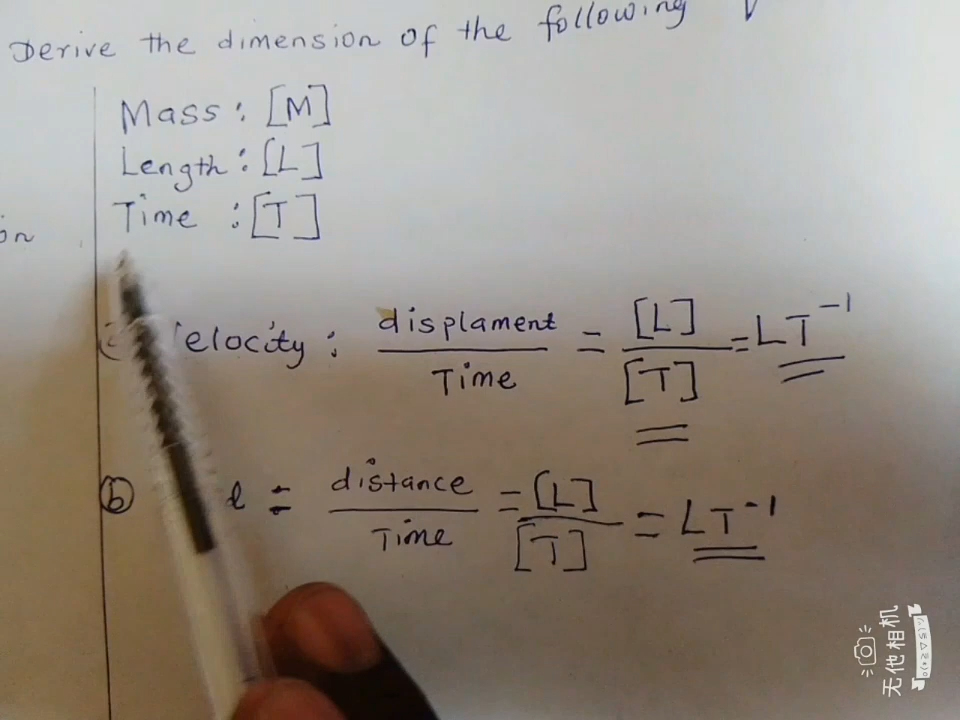 Derive the dimension of the following
Mass : [M]
Length : [L]
Time : [T]
on
elocity : displament / Time = [L] / [T] = LT⁻¹
(b) = distance / Time = [L] / [T] = LT⁻¹
无他相机